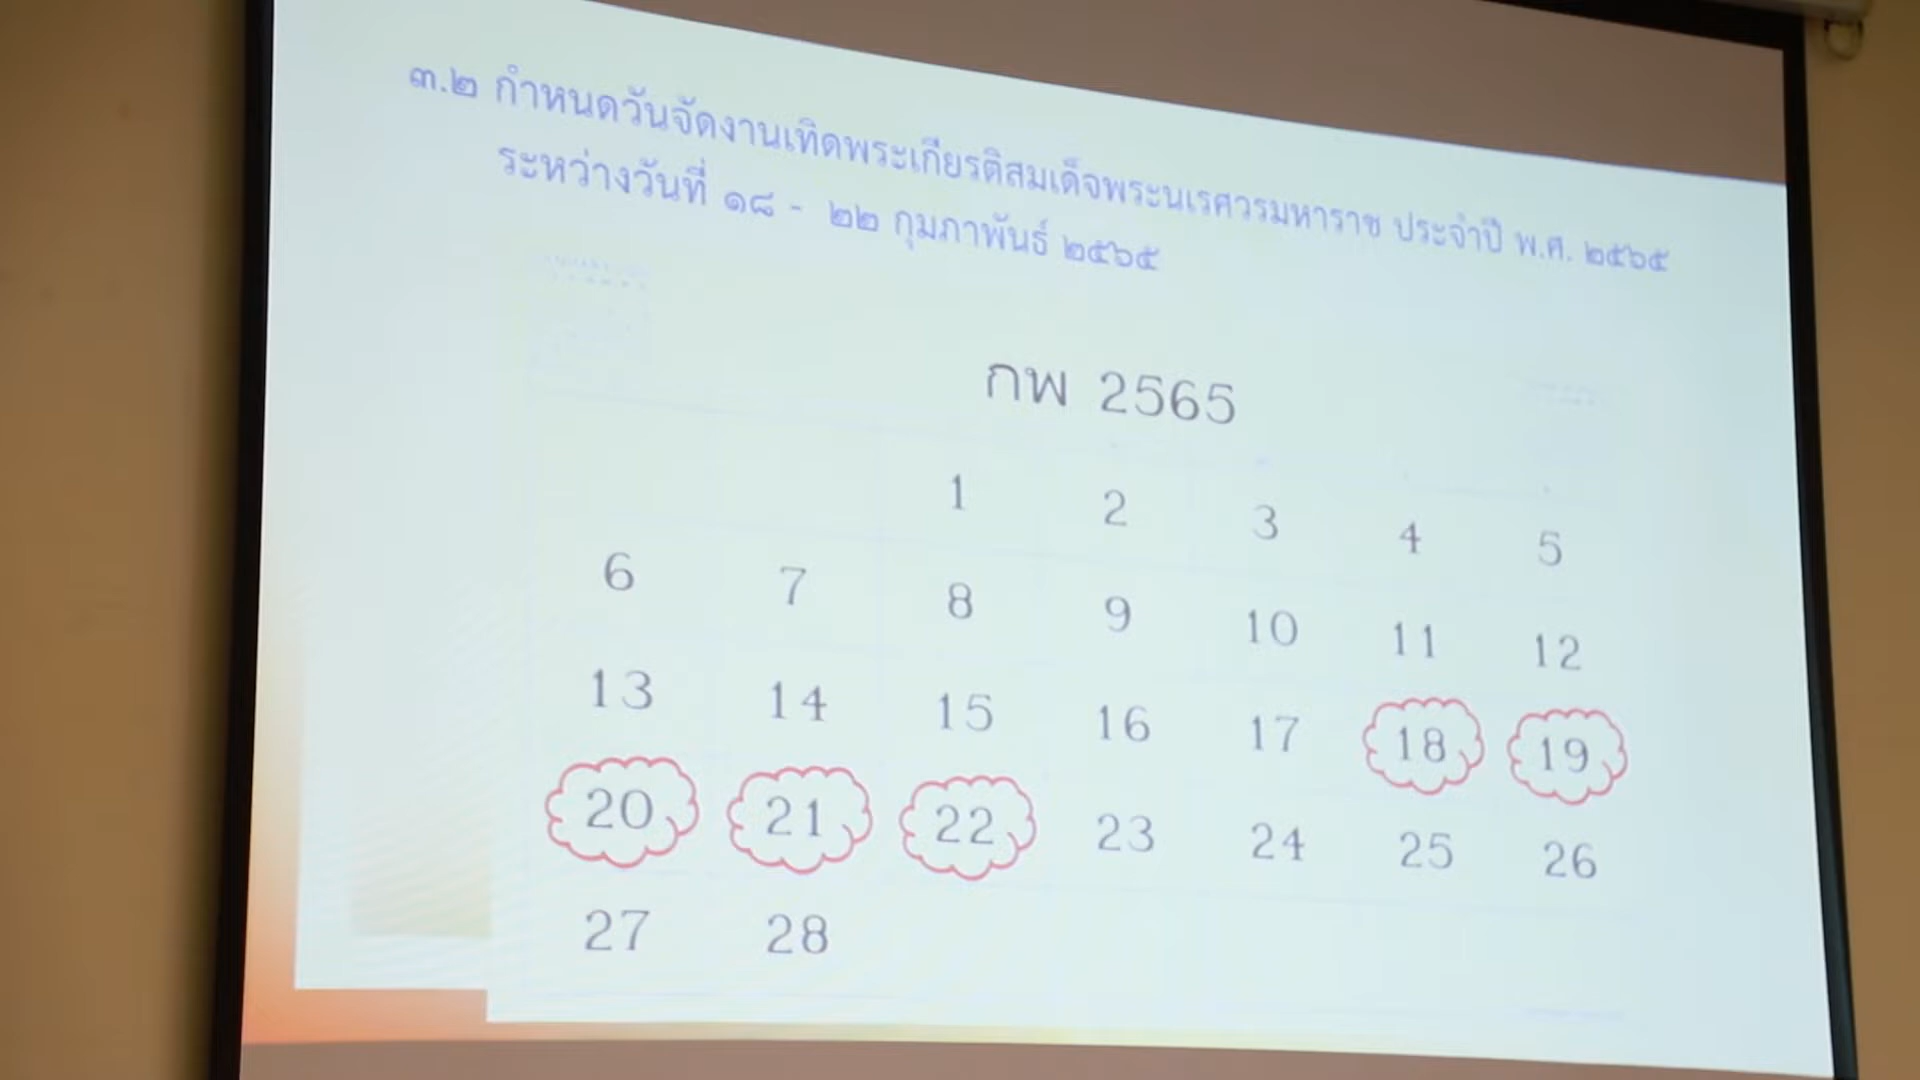 ๓.๒ กำหนดวันจัดงานเทิดพระเกียรติสมเด็จพระนเรศวรมหาราช ประจำปี พ.ศ. ๒๕๖๕
ระหว่างวันที่ ๑๘ - ๒๒ กุมภาพันธ์ ๒๕๖๕
กพ 2565
1 2 3 4 5
6 7 8 9 10 11 12
13 14 15 16 17 18 19
20 21 22 23 24 25 26
27 28